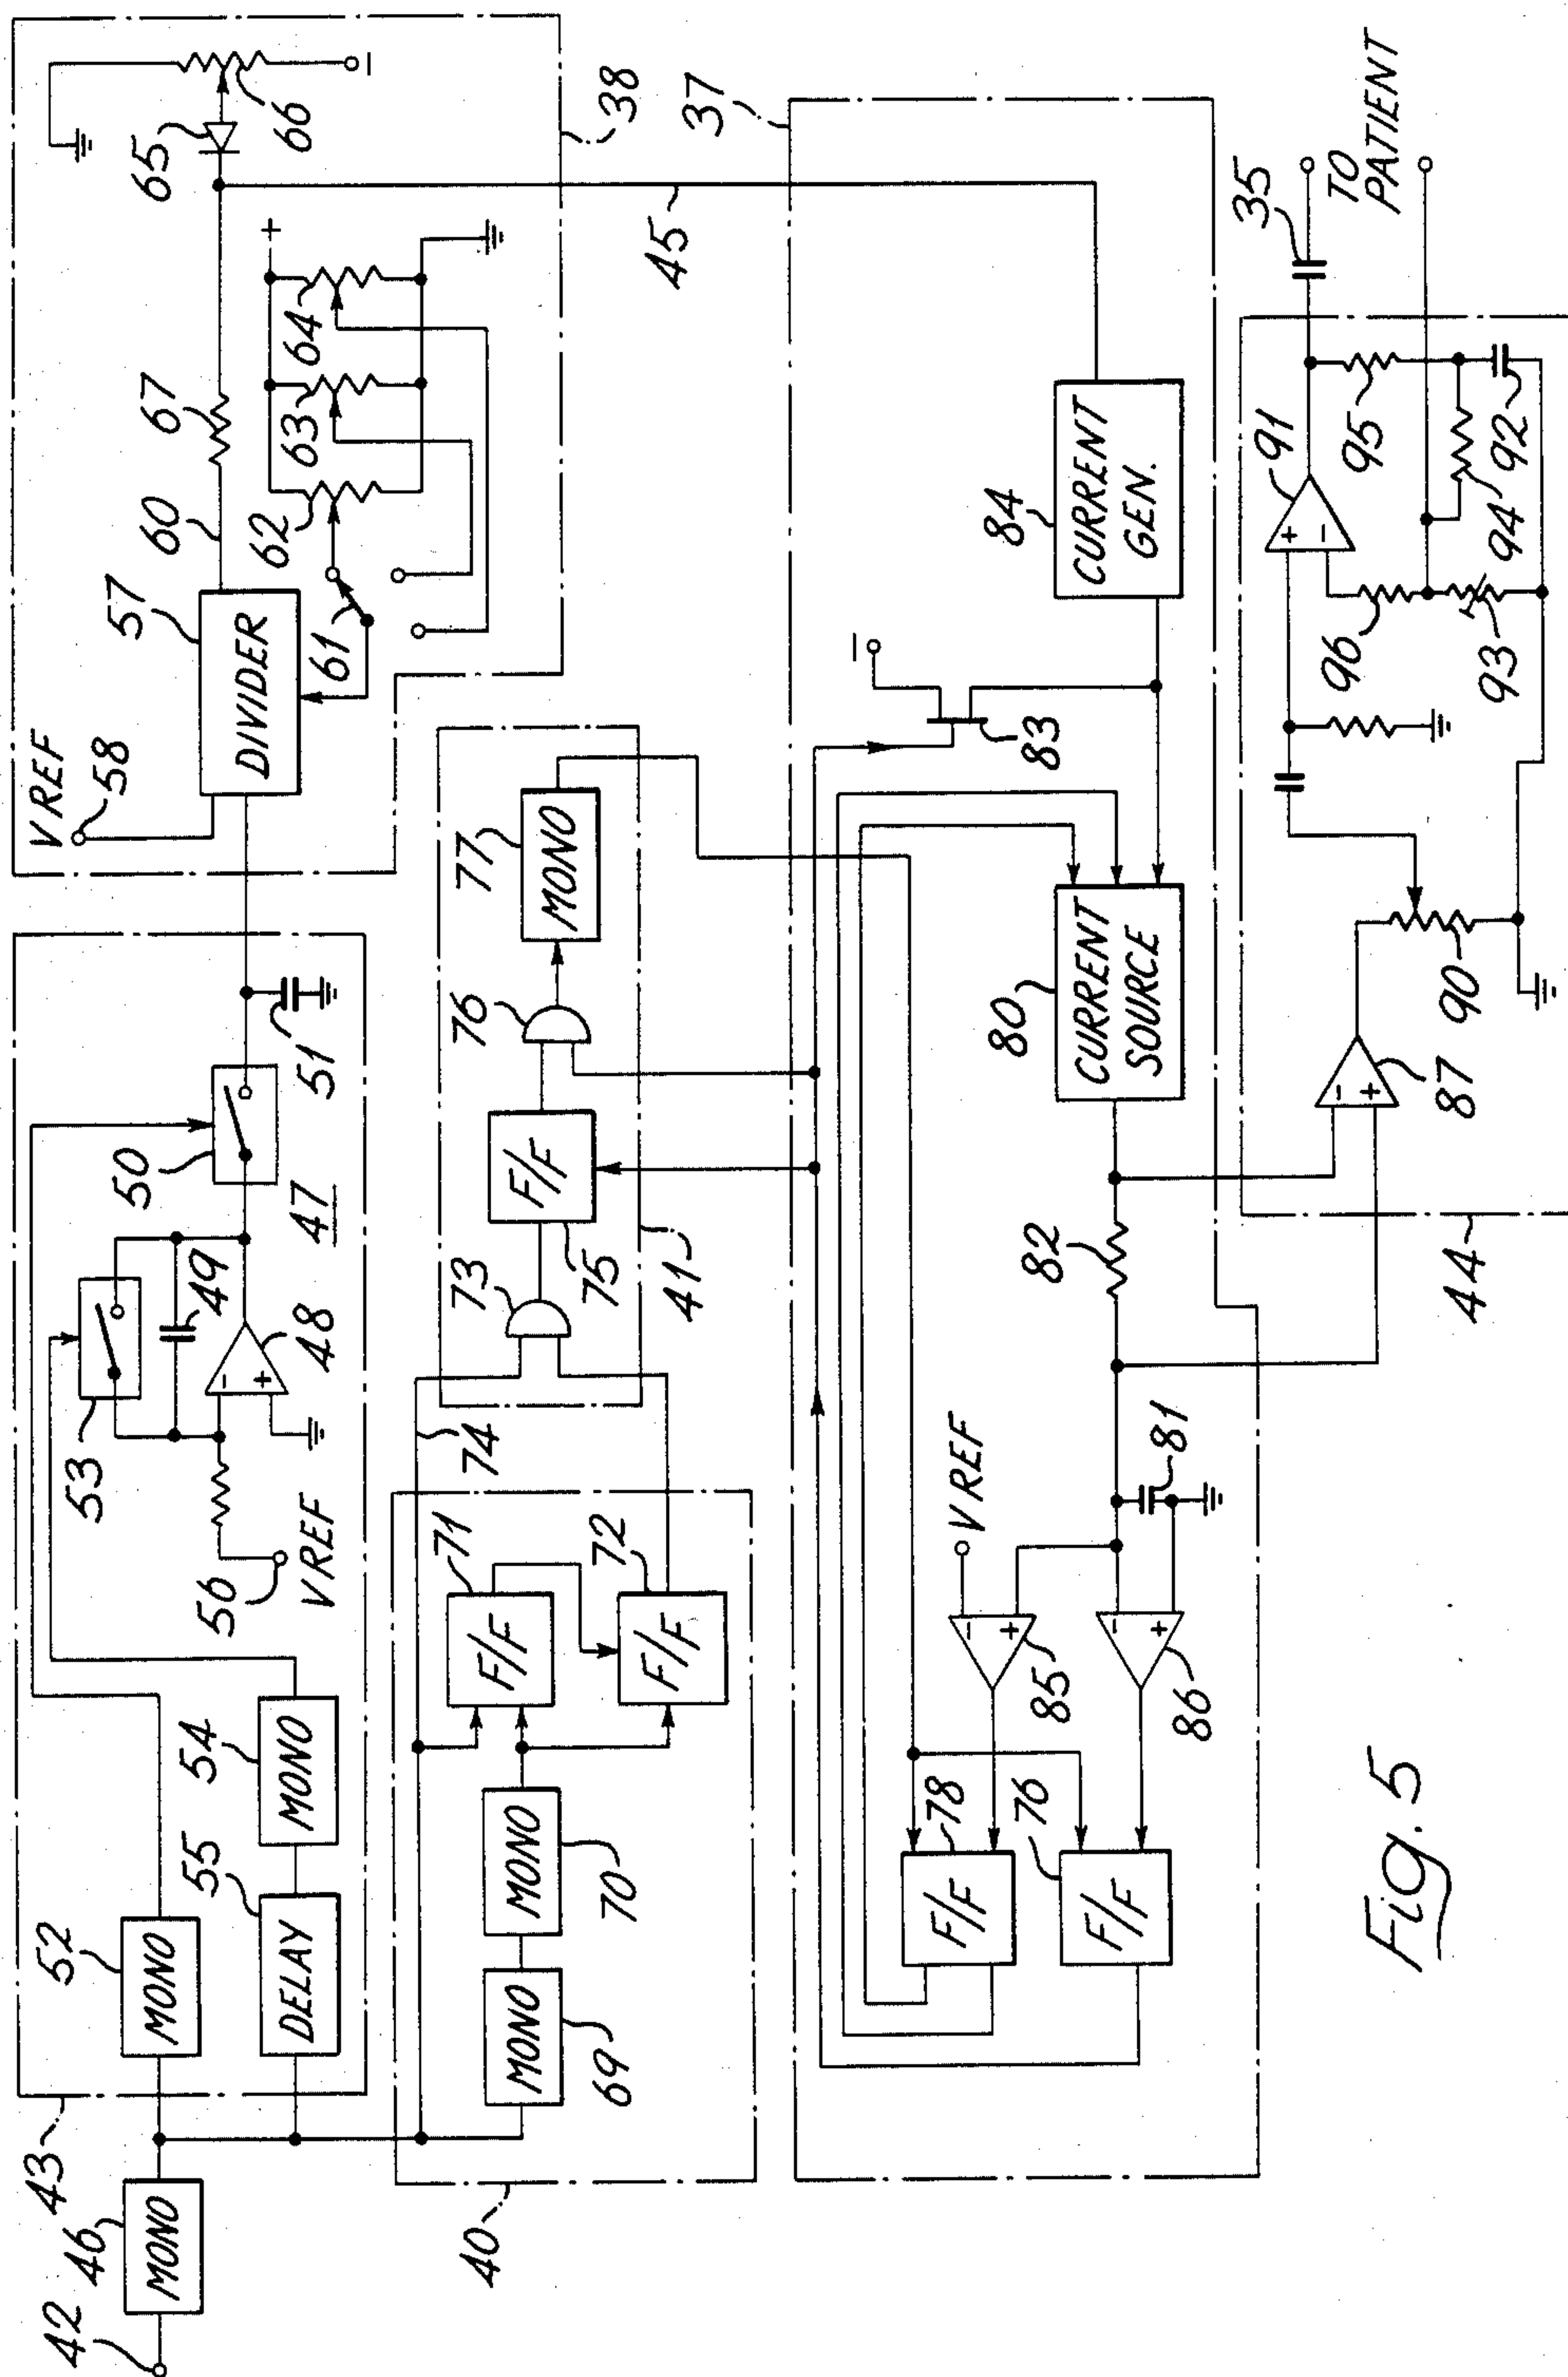 42
46
MONO
43
52
MONO
55
DELAY
54
MONO
56
V REF
53
49
48
47
50
51
V REF
58
57
DIVIDER
60
67
61
62
63
64
+
65
66
−
38
45
40
69
MONO
70
MONO
71
F/F
72
F/F
74
73
75
F/F
76
77
MONO
41
37
78
F/F
76
F/F
85
− +
86
− +
V REF
81
82
80
CURRENT
SOURCE
83
−
84
CURRENT
GEN.
44
87
− +
90
91
+ −
96
93
94
95
92
35
TO
PATIENT
− +
Fig. 5